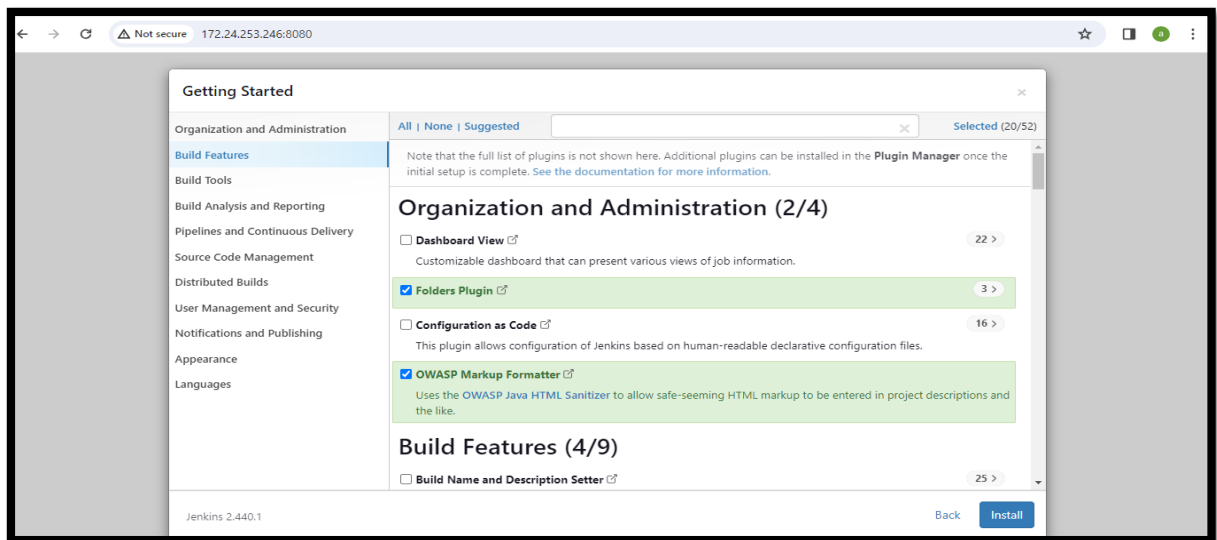 Not secure 172.24.253.246:8080 a
Getting Started
Organization and Administration
Build Features
Build Tools
Build Analysis and Reporting
Pipelines and Continuous Delivery
Source Code Management
Distributed Builds
User Management and Security
Notifications and Publishing
Appearance
Languages
All | None | Suggested
Selected (20/52)
Note that the full list of plugins is not shown here. Additional plugins can be installed in the Plugin Manager once the
initial setup is complete. See the documentation for more information.
Organization and Administration (2/4)
Dashboard View 22 >
Customizable dashboard that can present various views of job information.
Folders Plugin 3 >
Configuration as Code 16 >
This plugin allows configuration of Jenkins based on human-readable declarative configuration files.
OWASP Markup Formatter
Uses the OWASP Java HTML Sanitizer to allow safe-seeming HTML markup to be entered in project descriptions and
the like.
Build Features (4/9)
Build Name and Description Setter 25 >
Jenkins 2.440.1
Back Install